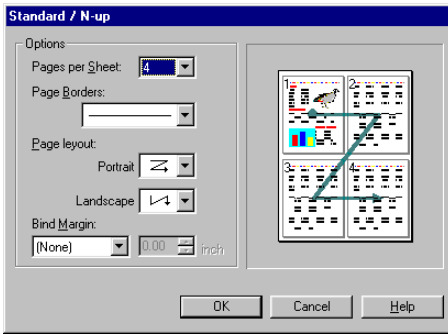 Standard / N-up
Options
Pages per Sheet: 4
Page Borders:
Page leyout:
Portrait
Landscape
Bind Margin:
(None) 0.00 inch
1 2
3 4
OK Cancel Help